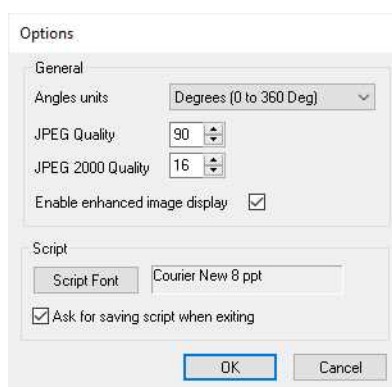 Options
General
Angles units Degrees (0 to 360 Deg)
JPEG Quality 90
JPEG 2000 Quality 16
Enable enhanced image display
Script
Script Font Courier New 8 ppt
Ask for saving script when exiting
OK Cancel